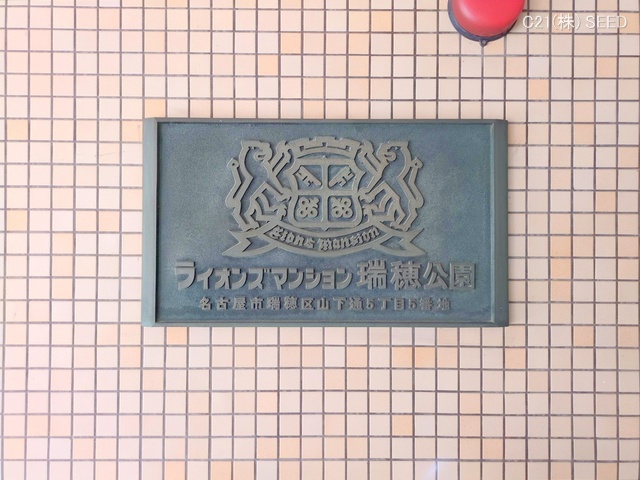 C21(株) SEED
Lions Mansion
ライオンズマンション 瑞穂公園
名古屋市瑞穂区山下通5丁目5番地